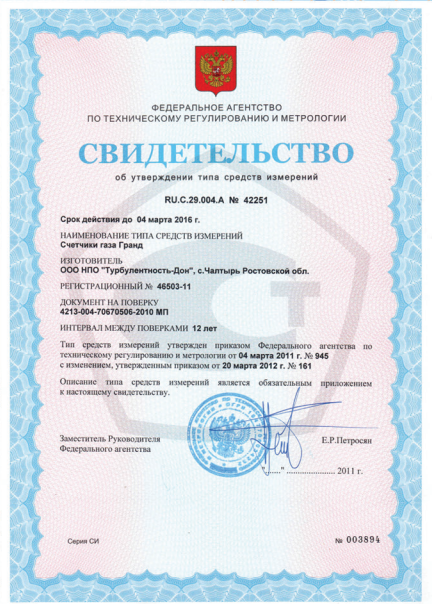 ФЕДЕРАЛЬНОЕ АГЕНТСТВО
ПО ТЕХНИЧЕСКОМУ РЕГУЛИРОВАНИЮ И МЕТРОЛОГИИ
СВИДЕТЕЛЬСТВО
об утверждении типа средств измерений
RU.C.29.004.A № 42251
Срок действия до 04 марта 2016 г.
НАИМЕНОВАНИЕ ТИПА СРЕДСТВ ИЗМЕРЕНИЙ
Счетчики газа Гранд
ИЗГОТОВИТЕЛЬ
ООО НПО "Турбулентность-Дон", с.Чалтырь Ростовской обл.
РЕГИСТРАЦИОННЫЙ № 46503-11
ДОКУМЕНТ НА ПОВЕРКУ
4213-004-70670506-2010 МП
ИНТЕРВАЛ МЕЖДУ ПОВЕРКАМИ 12 лет
Тип средств измерений утвержден приказом Федерального агентства по
техническому регулированию и метрологии от 04 марта 2011 г. № 945
с изменением, утвержденным приказом от 20 марта 2012 г. № 161
Описание типа средств измерений является обязательным приложением
к настоящему свидетельству.
Заместитель Руководителя
Федерального агентства
Е.Р.Петросян
"......" ..................... 2011 г.
Серия СИ
№ 003894